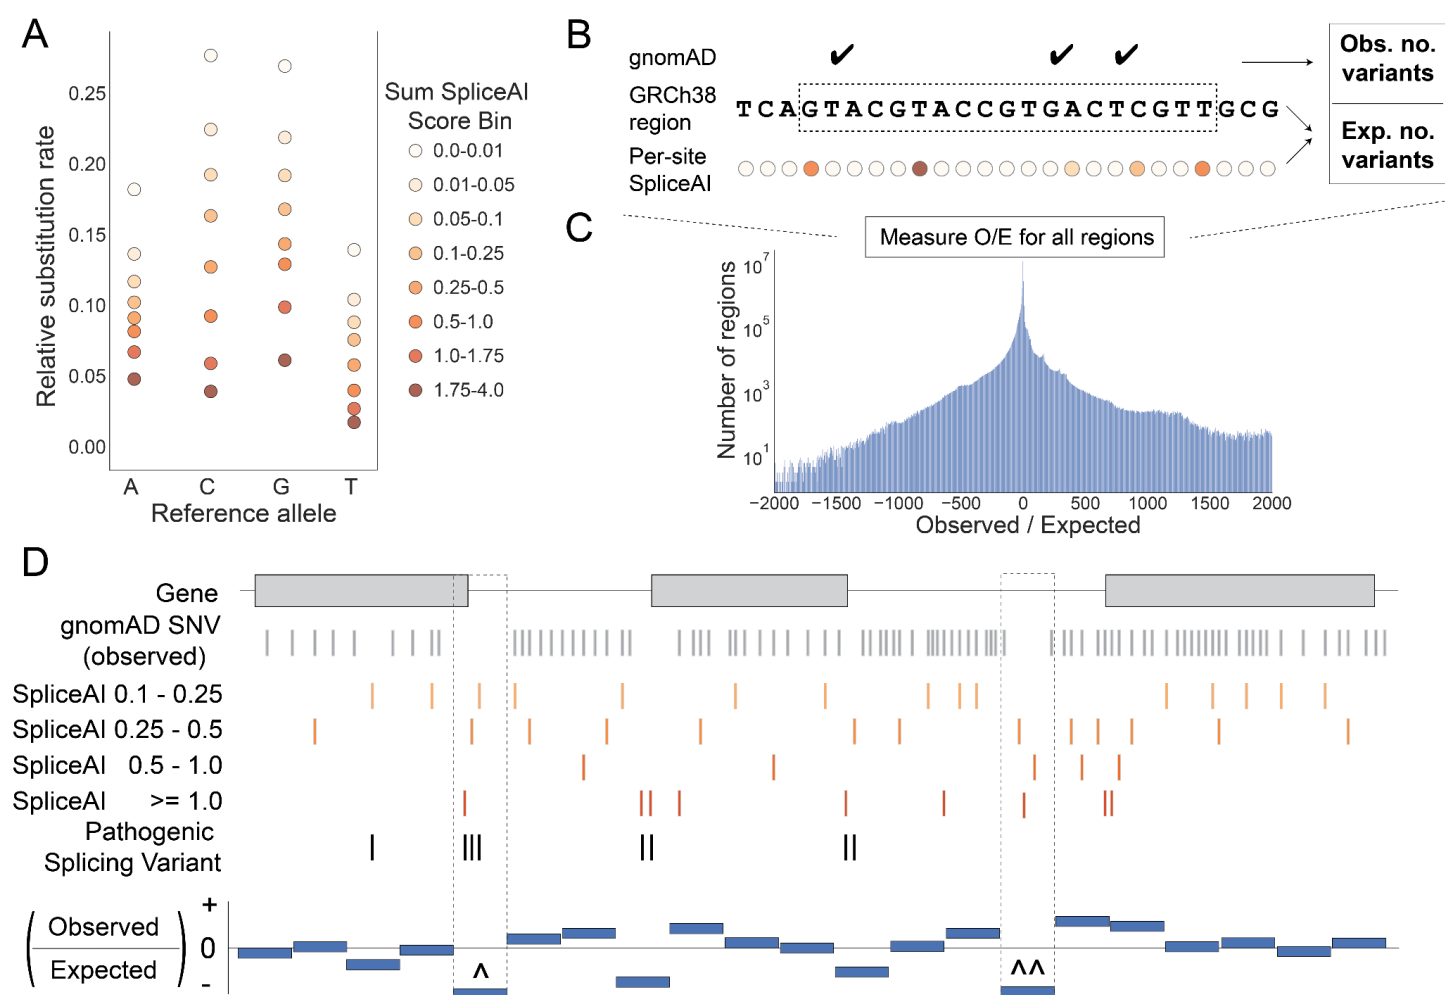 A
Relative substitution rate
0.25
0.20
0.15
0.10
0.05
0.00
A C G T
Reference allele
Sum SpliceAI
Score Bin
0.0-0.01
0.01-0.05
0.05-0.1
0.1-0.25
0.25-0.5
0.5-1.0
1.0-1.75
1.75-4.0
B
gnomAD ✔ ✔ ✔
GRCh38
region
TCAGTACGTACCGTGACTCGTTGCG
Per-site
SpliceAI
Obs. no.
variants
Exp. no.
variants
C
Measure O/E for all regions
Number of regions
10^7
10^5
10^3
10^1
−2000 −1500 −1000 −500 0 500 1000 1500 2000
Observed / Expected
D
Gene
gnomAD SNV
(observed)
SpliceAI 0.1 - 0.25
SpliceAI 0.25 - 0.5
SpliceAI 0.5 - 1.0
SpliceAI >= 1.0
Pathogenic
Splicing Variant
(Observed
Expected)
+
0
-
^ ^^